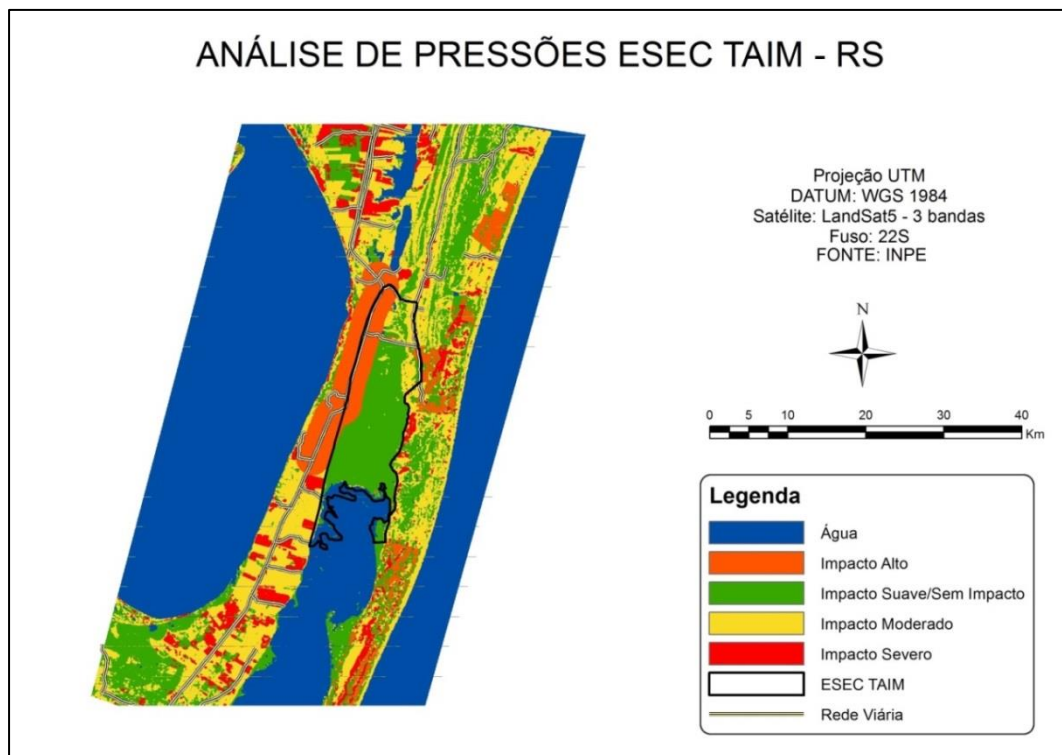 ANÁLISE DE PRESSÕES ESEC TAIM - RS
Projeção UTM
DATUM: WGS 1984
Satélite: LandSat5 - 3 bandas
Fuso: 22S
FONTE: INPE
N
0 5 10 20 30 40
Km
Legenda
Água
Impacto Alto
Impacto Suave/Sem Impacto
Impacto Moderado
Impacto Severo
ESEC TAIM
Rede Viária